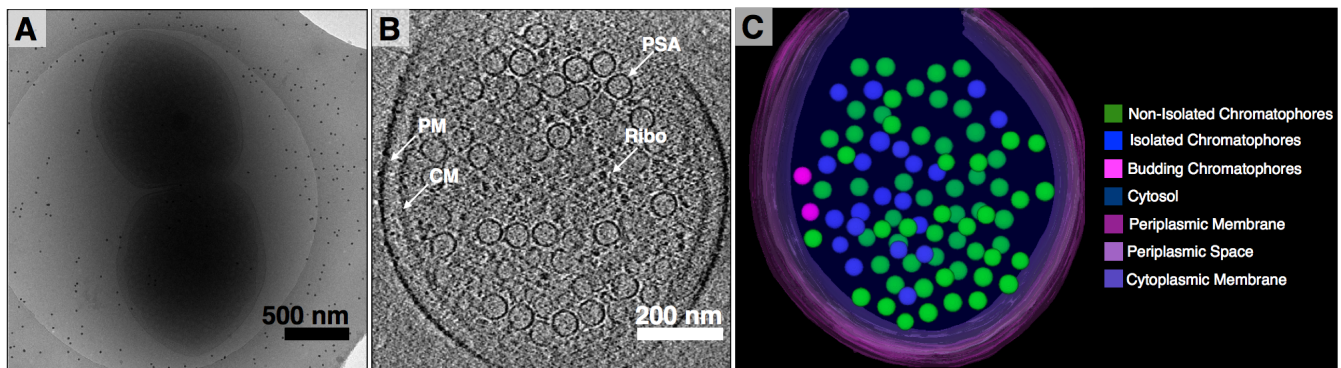 A
500 nm
B
PSA
PM
Ribo
CM
200 nm
C
Non-Isolated Chromatophores
Isolated Chromatophores
Budding Chromatophores
Cytosol
Periplasmic Membrane
Periplasmic Space
Cytoplasmic Membrane